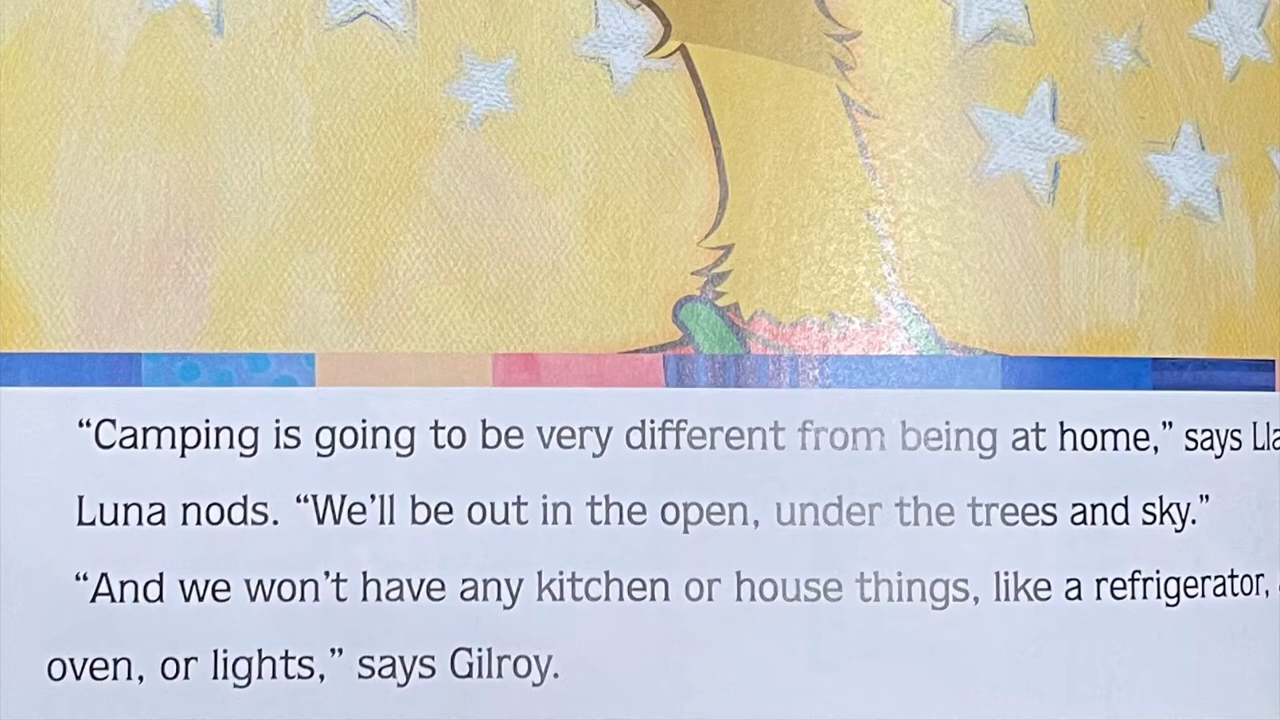 “Camping is going to be very different from being at home,” says
Luna nods. “We’ll be out in the open, under the trees and sky.”
“And we won’t have any kitchen or house things, like a refrigerator,
oven, or lights,” says Gilroy.